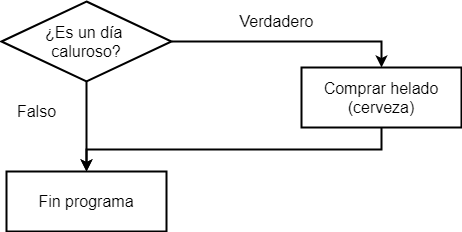 ¿Es un día
caluroso?
Verdadero
Comprar helado
(cerveza)
Falso
Fin programa